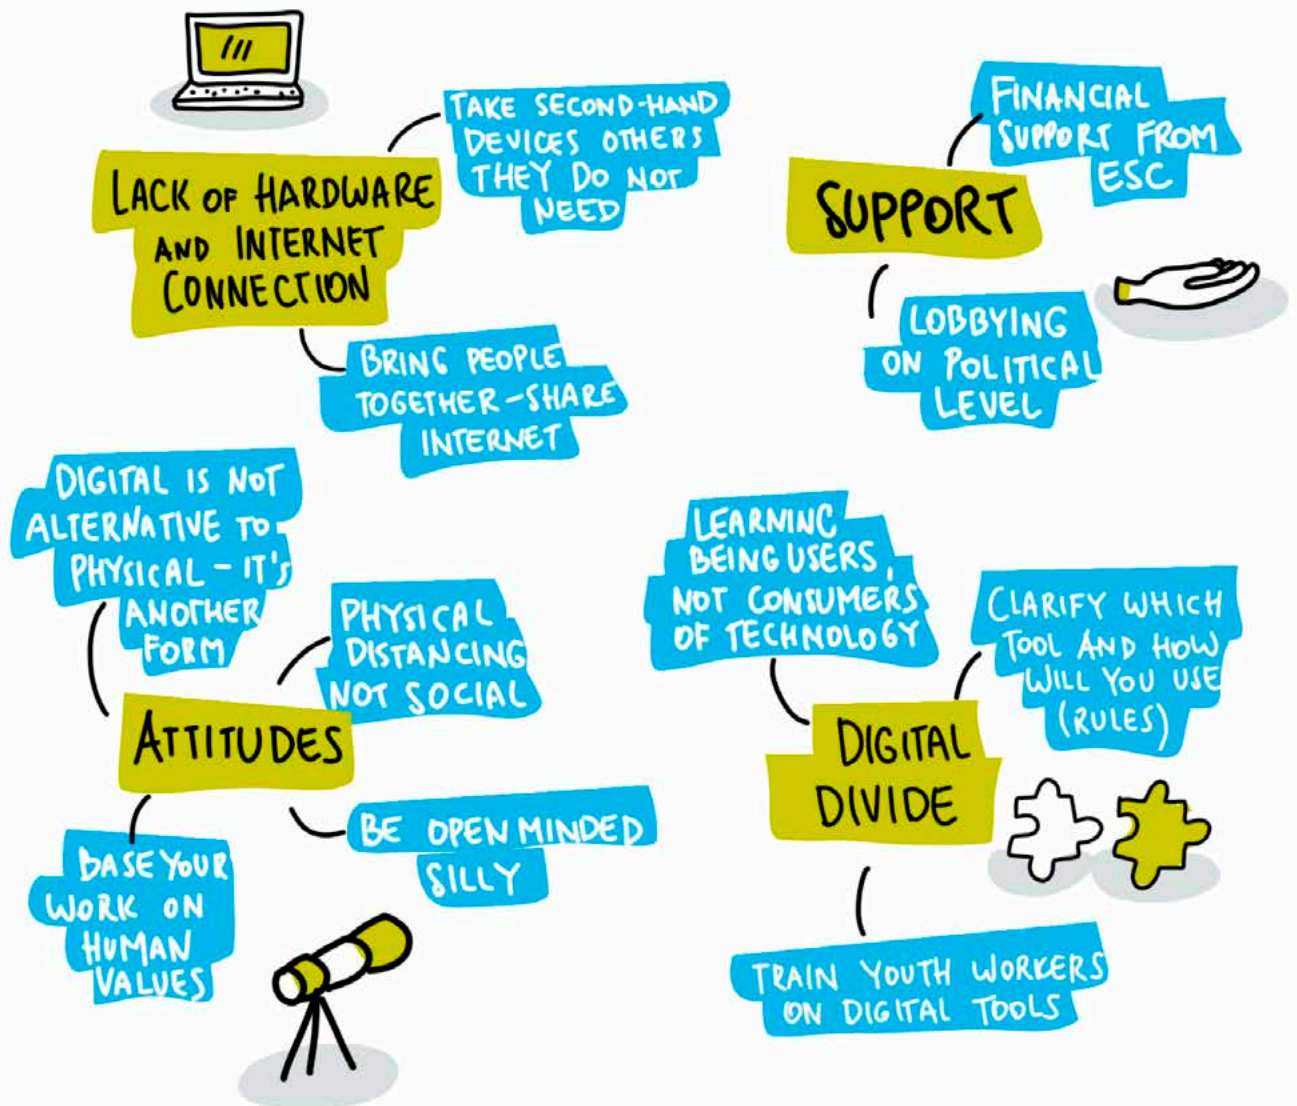 LACK OF HARDWARE
AND INTERNET
CONNECTION
TAKE SECOND-HAND
DEVICES OTHERS
THEY DO NOT
NEED
BRING PEOPLE
TOGETHER-SHARE
INTERNET
SUPPORT
FINANCIAL
SUPPORT FROM
ESC
LOBBYING
ON POLITICAL
LEVEL
DIGITAL IS NOT
ALTERNATIVE TO
PHYSICAL - IT'S
ANOTHER
FORM
PHYSICAL
DISTANCING
NOT SOCIAL
ATTITUDES
BE OPEN MINDED
SILLY
BASE YOUR
WORK ON
HUMAN
VALUES
LEARNING
BEING USERS,
NOT CONSUMERS
OF TECHNOLOGY
CLARIFY WHICH
TOOL AND HOW
WILL YOU USE
(RULES)
DIGITAL
DIVIDE
TRAIN YOUTH WORKERS
ON DIGITAL TOOLS